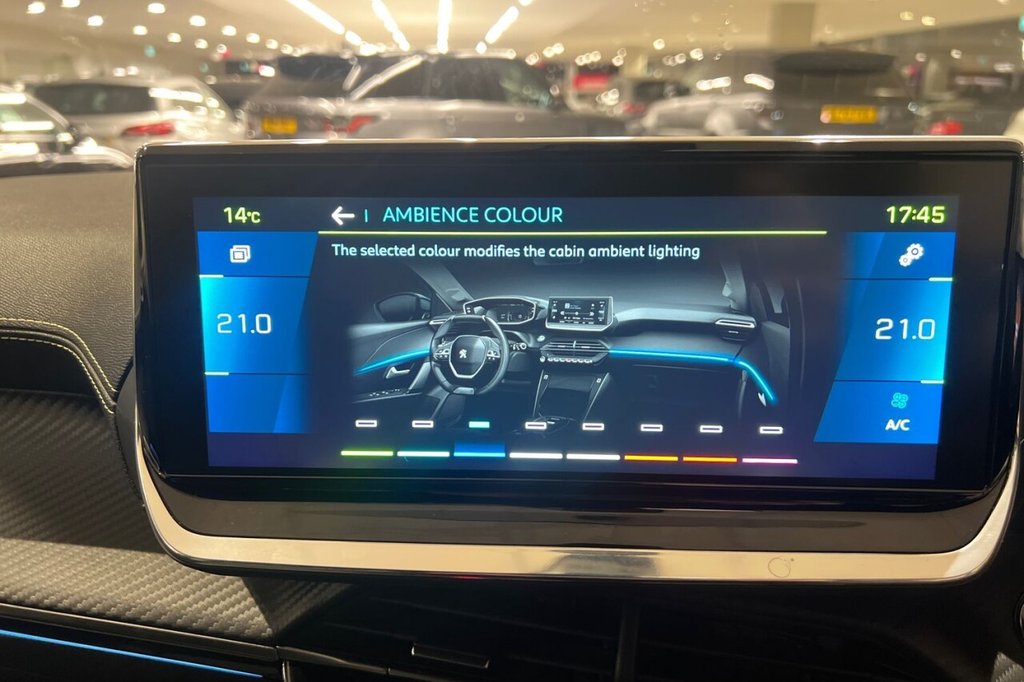 14°C
AMBIENCE COLOUR
17:45
The selected colour modifies the cabin ambient lighting
21.0
21.0
A/C